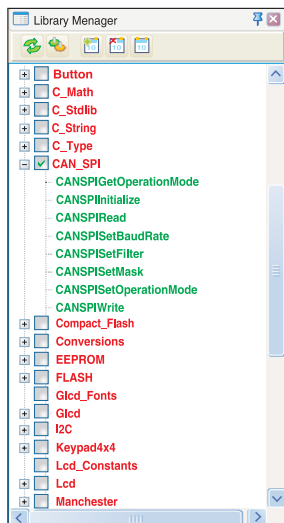 Library Menager
Button
C_Math
C_Stdlib
C_String
C_Type
CAN_SPI
CANSPIGetOperationMode
CANSPIInitialize
CANSPIRead
CANSPISetBaudRate
CANSPISetFilter
CANSPISetMask
CANSPISetOperationMode
CANSPIWrite
Compact_Flash
Conversions
EEPROM
FLASH
Glcd_Fonts
Glcd
I2C
Keypad4x4
Lcd_Constants
Lcd
Manchester